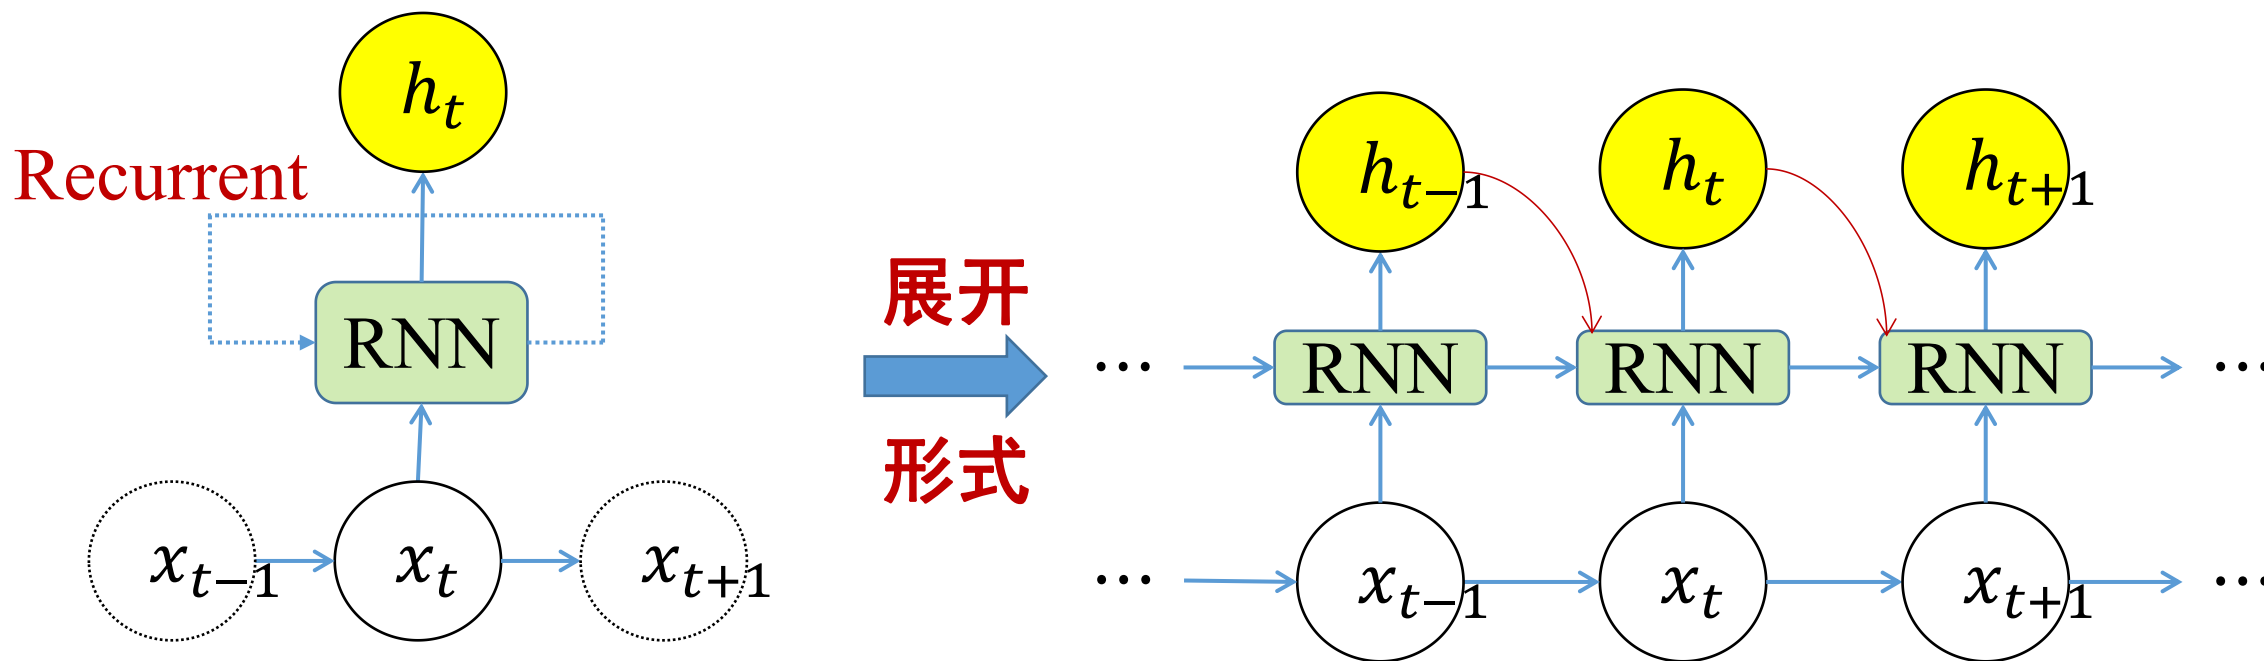 h_t
Recurrent
RNN
x_{t-1} x_t x_{t+1}
展开
形式
h_{t-1} h_t h_{t+1}
… RNN RNN RNN …
… x_{t-1} x_t x_{t+1} …